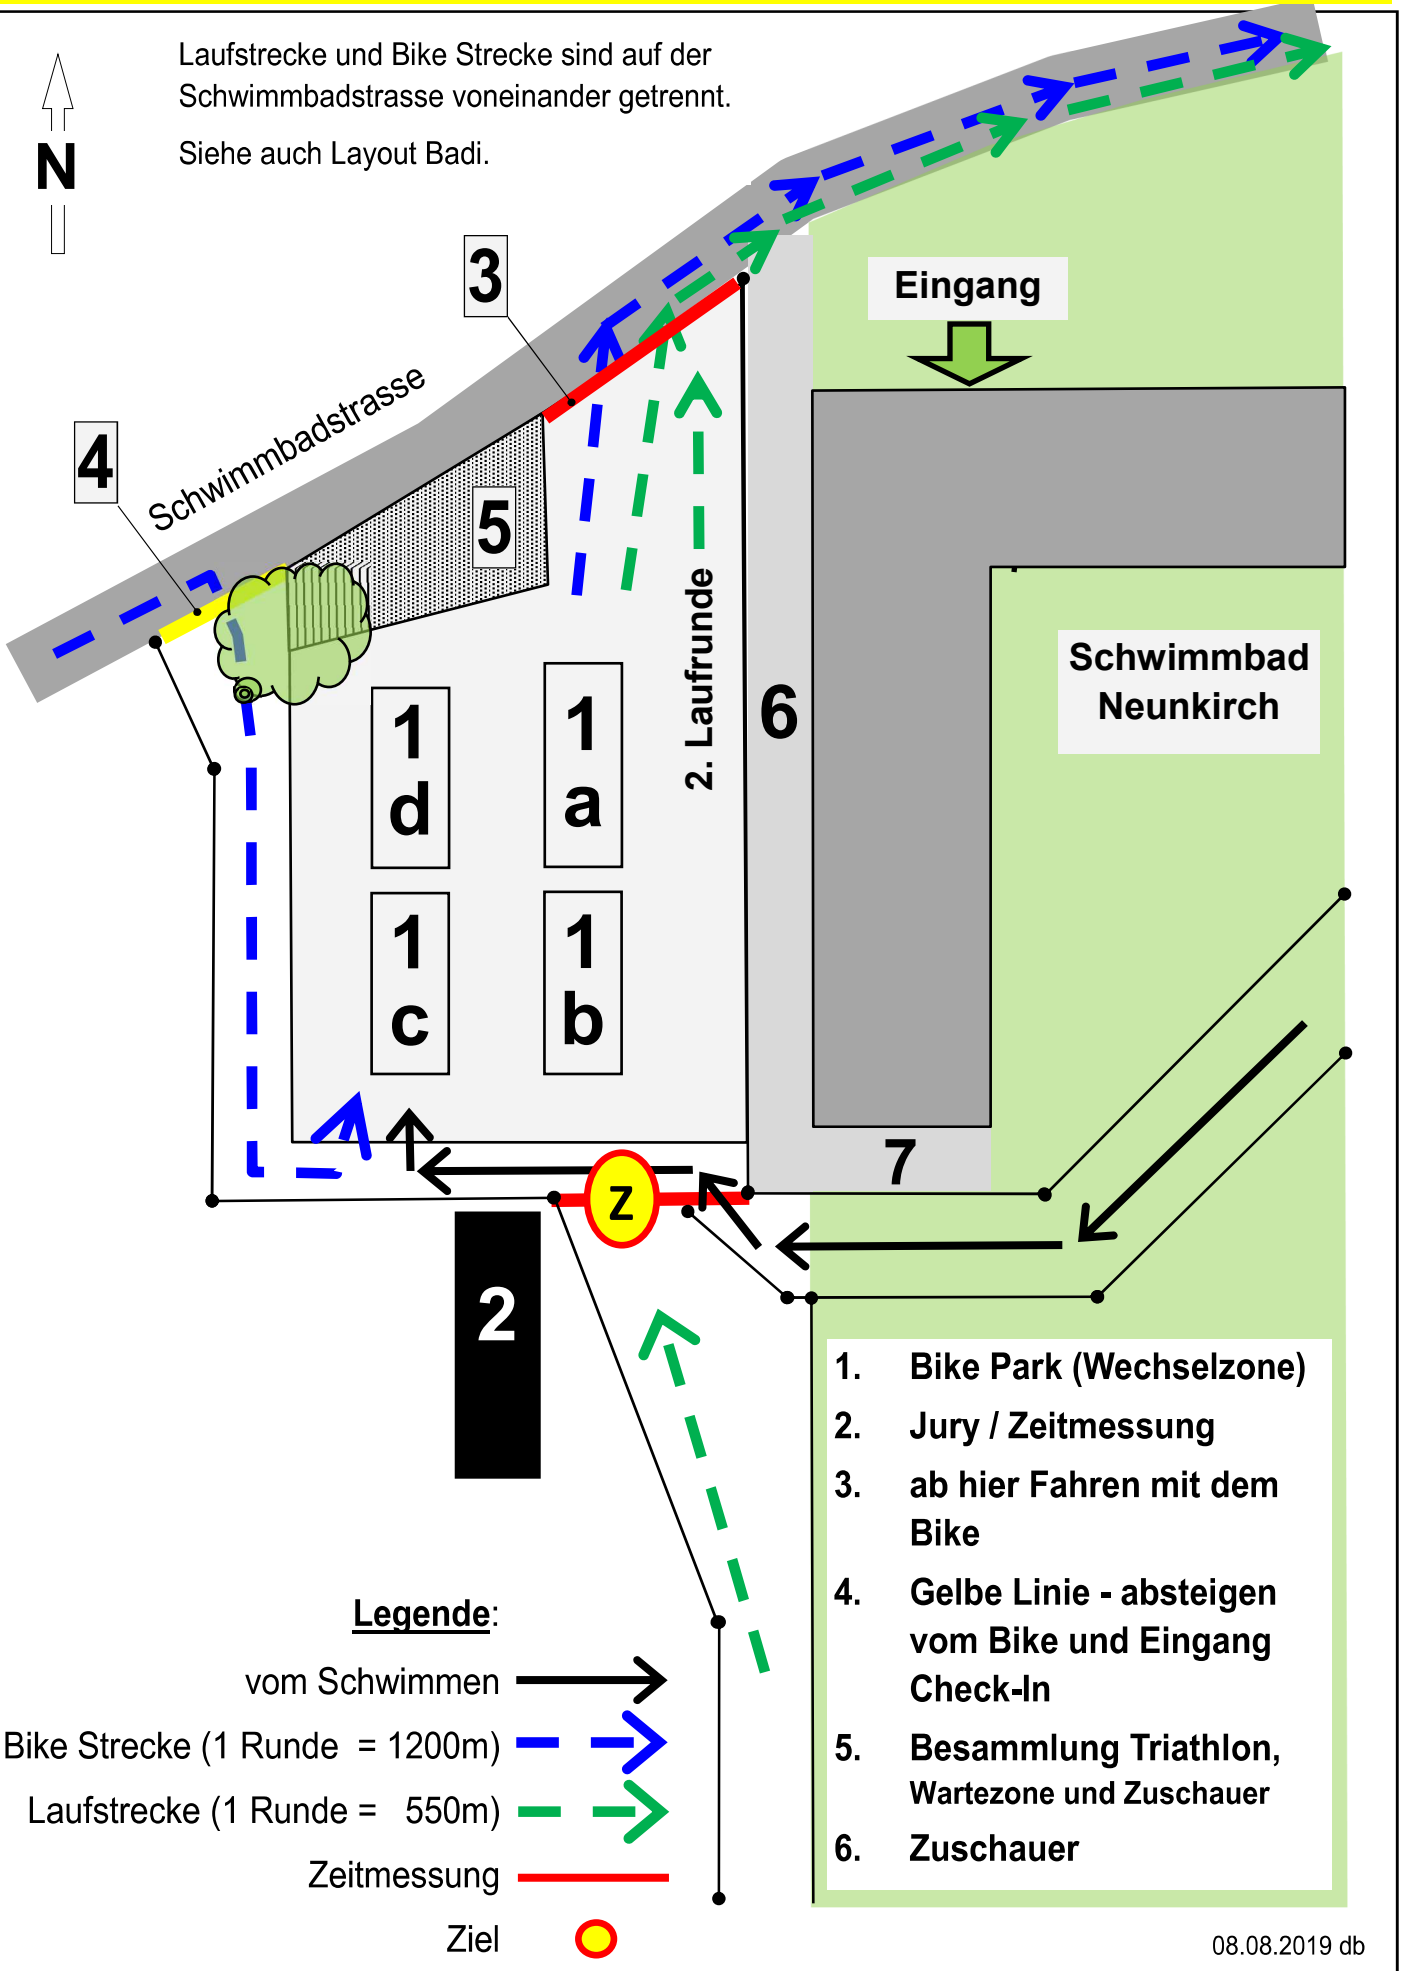 Laufstrecke und Bike Strecke sind auf der
Schwimmbadstrasse voneinander getrennt.
Siehe auch Layout Badi.
N
3
Eingang
Schwimmbadstrasse
4
5
2. Laufrunde
6
Schwimmbad
Neunkirch
1
d
1
a
1
c
1
b
7
Z
2
1. Bike Park (Wechselzone)
2. Jury / Zeitmessung
3. ab hier Fahren mit dem
Bike
4. Gelbe Linie - absteigen
vom Bike und Eingang
Check-In
5. Besammlung Triathlon,
Wartezone und Zuschauer
6. Zuschauer
Legende:
vom Schwimmen
Bike Strecke (1 Runde = 1200m)
Laufstrecke (1 Runde = 550m)
Zeitmessung
Ziel
08.08.2019 db